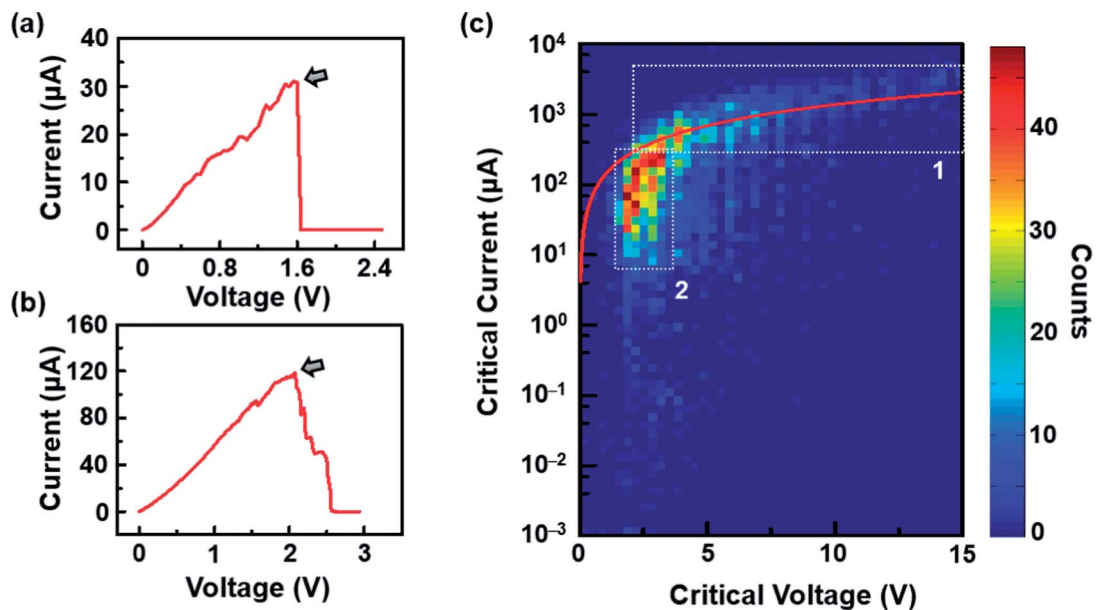 (a)
40
30
20
10
0
Current (µA)
0 0.8 1.6 2.4
Voltage (V)
(b)
160
120
80
40
0
Current (µA)
0 1 2 3
Voltage (V)
(c)
10⁴
10³
10²
10¹
10⁰
10⁻¹
10⁻²
10⁻³
Critical Current (µA)
1
2
0 5 10 15
Critical Voltage (V)
40
30
20
10
0
Counts